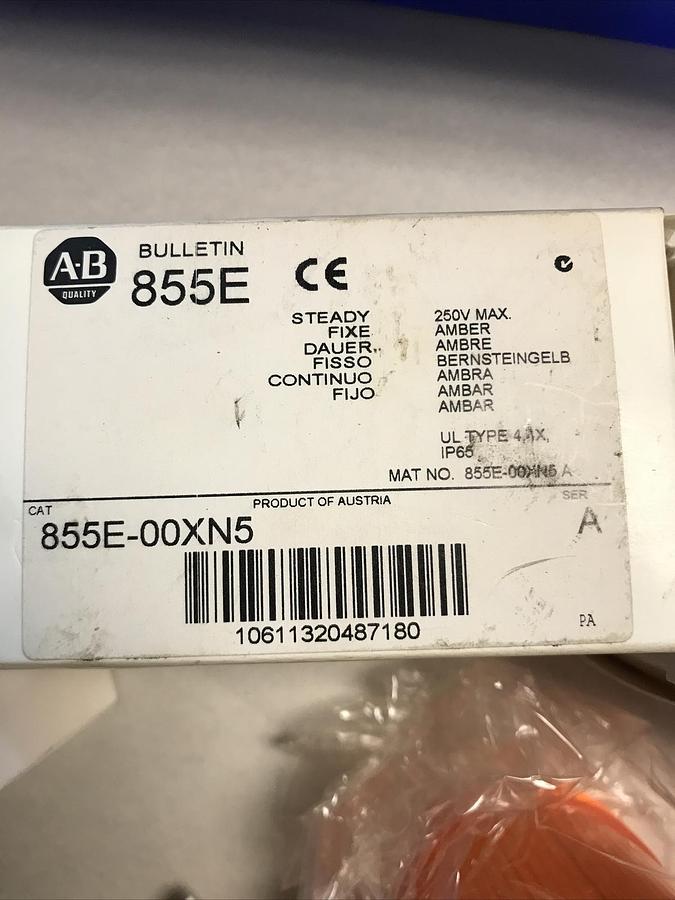 A-B
QUALITY
BULLETIN
855E
CE
STEADY 250V MAX.
FIXE AMBER
DAUER.. AMBRE
FISSO BERNSTEINGELB
CONTINUO AMBRA
FIJO AMBAR
AMBAR
UL TYPE 4,4X,
IP65
MAT NO. 855E-00XN5 A
CAT PRODUCT OF AUSTRIA SER
855E-00XN5 A
10611320487180
PA